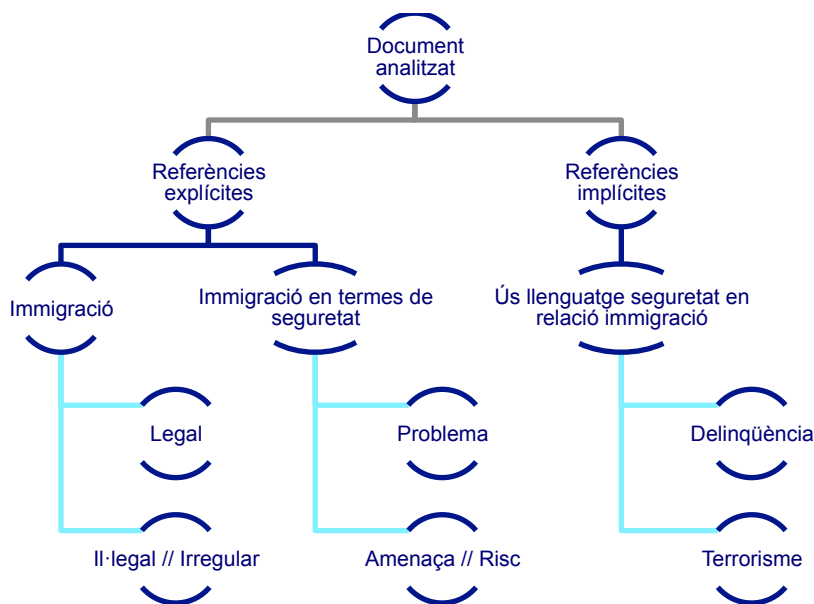 Document
analitzat
Referències
explícites
Referències
implícites
Immigració
Immigració en termes de
seguretat
Ús llenguatge seguretat en
relació immigració
Legal
Problema
Delinqüència
Il·legal // Irregular
Amenaça // Risc
Terrorisme